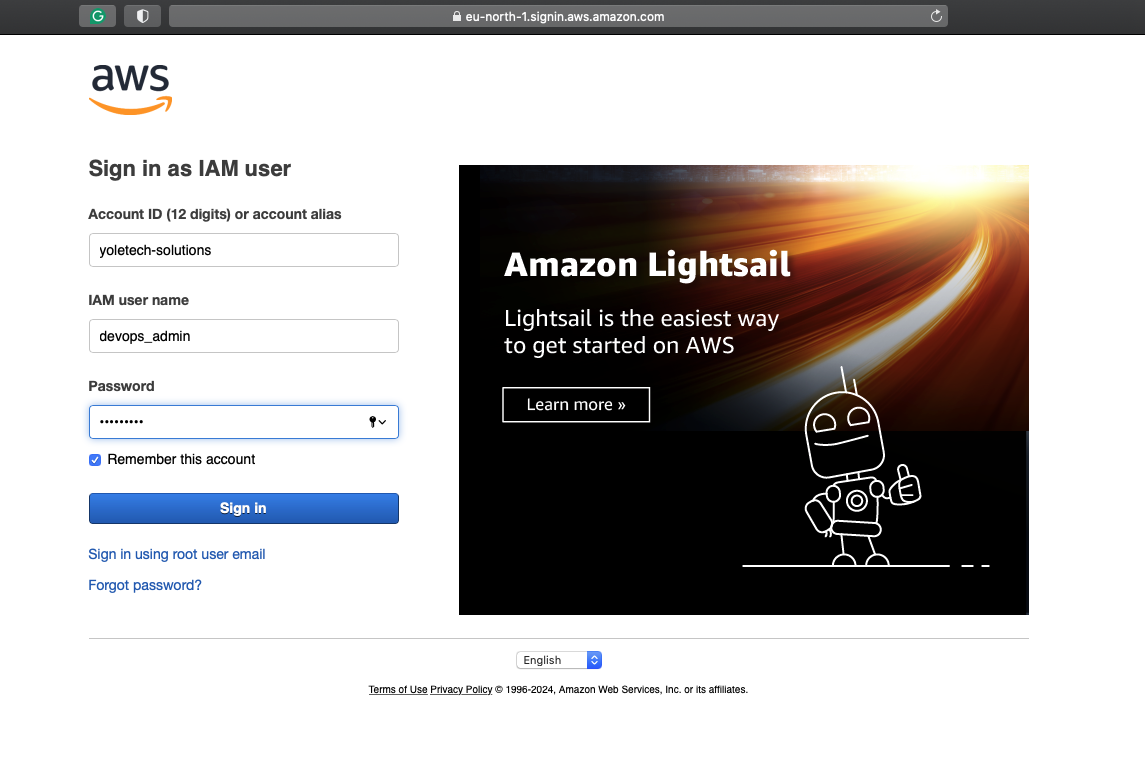 eu-north-1.signin.aws.amazon.com
aws
Sign in as IAM user
Account ID (12 digits) or account alias
yoletech-solutions
IAM user name
devops_admin
Password
•••••••••
Remember this account
Sign in
Sign in using root user email
Forgot password?
Amazon Lightsail
Lightsail is the easiest way
to get started on AWS
Learn more »
English
Terms of Use Privacy Policy © 1996-2024, Amazon Web Services, Inc. or its affiliates.